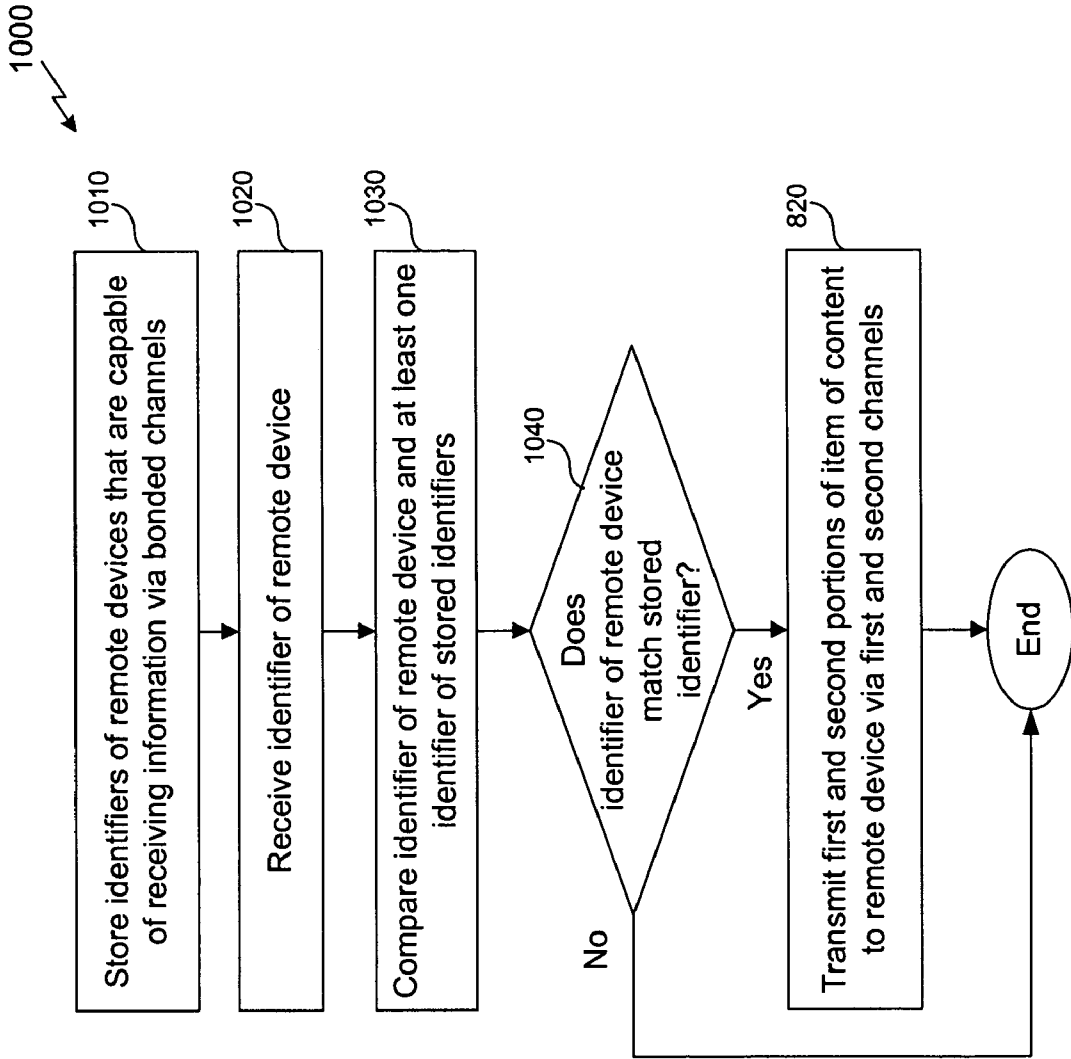 1000
1010
Store identifiers of remote devices that are capable
of receiving information via bonded channels
1020
Receive identifier of remote device
1030
Compare identifier of remote device and at least one
identifier of stored identifiers
1040
Does
identifier of remote device
match stored
identifier?
No
Yes
820
Transmit first and second portions of item of content
to remote device via first and second channels
End